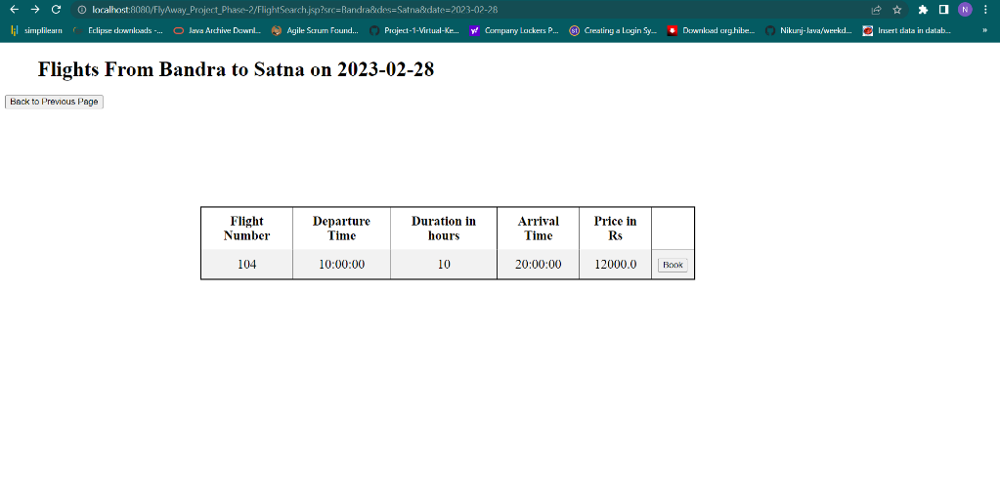 localhost:8080/FlyAway_Project_Phase-2/FlightSearch.jsp?src=Bandra&des=Satna&date=2023-02-28
N
simplilearn Eclipse downloads -... Java Archive Downl... Agile Scrum Found... Project-1-Virtual-Ke... Company Lockers P... Creating a Login Sy... Download org.hibe... Nikunj-Java/weekd... Insert data in datab... »
Flights From Bandra to Satna on 2023-02-28
Back to Previous Page
Flight Number Departure Time Duration in hours Arrival Time Price in Rs
104 10:00:00 10 20:00:00 12000.0 Book